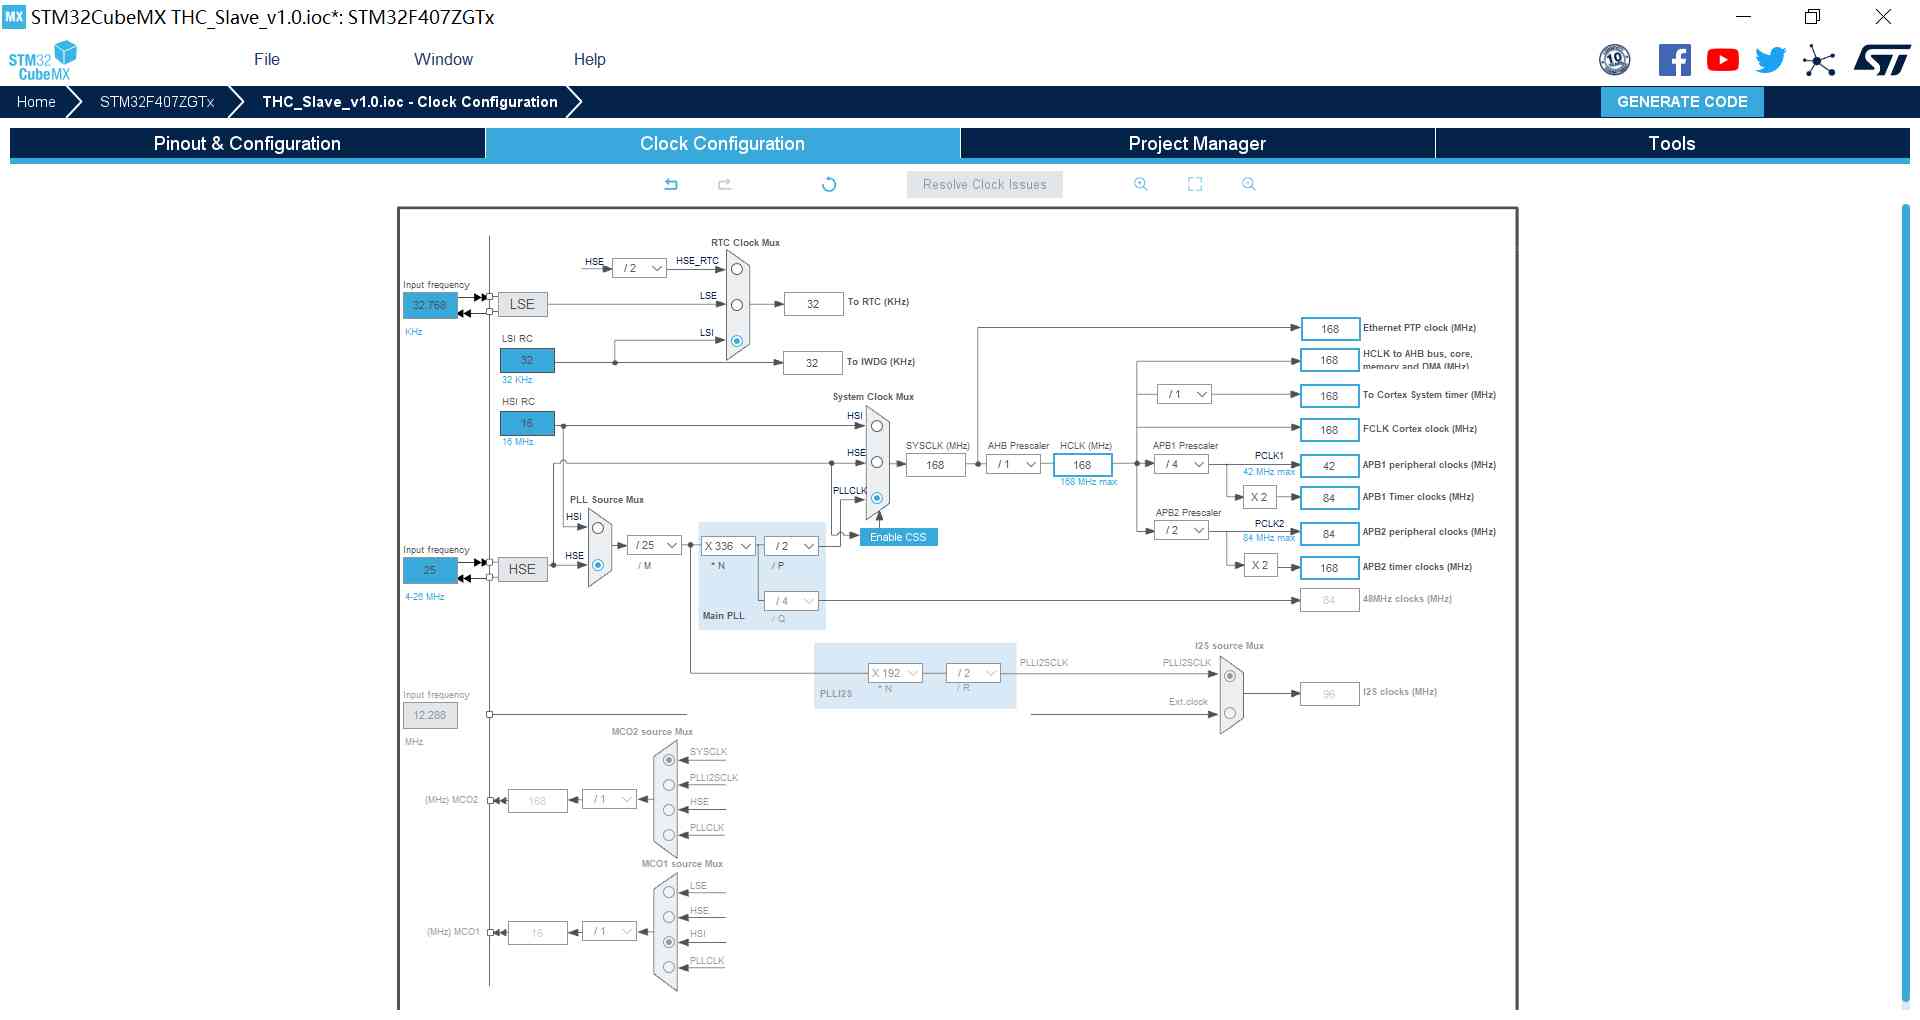 MX STM32CubeMX THC_Slave_v1.0.ioc*: STM32F407ZGTx
STM32
CubeMX
File
Window
Help
10
ST
Home
STM32F407ZGTx
THC_Slave_v1.0.ioc - Clock Configuration
GENERATE CODE
Pinout & Configuration
Clock Configuration
Project Manager
Tools
Resolve Clock Issues
RTC Clock Mux
HSE
/ 2
HSE_RTC
Input frequency
32.768
KHz
LSE
LSE
32
To RTC (KHz)
LSI RC
32
32 KHz
LSI
32
To IWDG (KHz)
HSI RC
16
16 MHz
System Clock Mux
HSI
HSE
PLLCLK
Enable CSS
SYSCLK (MHz)
168
AHB Prescaler
/ 1
HCLK (MHz)
168
168 MHz max
168
Ethernet PTP clock (MHz)
168
HCLK to AHB bus, core,
memory and DMA (MHz)
/ 1
168
To Cortex System timer (MHz)
168
FCLK Cortex clock (MHz)
APB1 Prescaler
/ 4
PCLK1
42 MHz max
42
APB1 peripheral clocks (MHz)
X 2
84
APB1 Timer clocks (MHz)
APB2 Prescaler
/ 2
PCLK2
84 MHz max
84
APB2 peripheral clocks (MHz)
X 2
168
APB2 timer clocks (MHz)
PLL Source Mux
HSI
HSE
Input frequency
25
4-26 MHz
HSE
/ 25
/ M
X 336
* N
/ 2
/ P
/ 4
/ Q
Main PLL
84
48MHz clocks (MHz)
X 192
* N
/ 2
/ R
PLLI2S
PLLI2SCLK
I2S source Mux
PLLI2SCLK
Ext.clock
96
I2S clocks (MHz)
Input frequency
12.288
MHz
MCO2 source Mux
SYSCLK
PLLI2SCLK
HSE
PLLCLK
(MHz) MCO2
168
/ 1
MCO1 source Mux
LSE
HSE
HSI
PLLCLK
(MHz) MCO1
16
/ 1